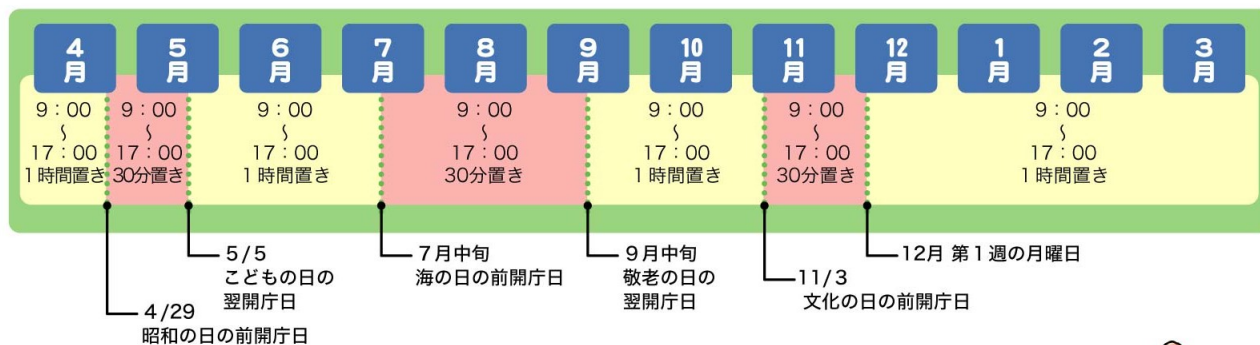 4月
5月
6月
7月
8月
9月
10月
11月
12月
1月
2月
3月
9：00
〜
17：00
1時間置き
9：00
〜
17：00
30分置き
9：00
〜
17：00
1時間置き
9：00
〜
17：00
30分置き
9：00
〜
17：00
1時間置き
9：00
〜
17：00
30分置き
9：00
〜
17：00
1時間置き
4/29
昭和の日の前開庁日
5/5
こどもの日の
翌開庁日
7月中旬
海の日の前開庁日
9月中旬
敬老の日の
翌開庁日
11/3
文化の日の前開庁日
12月 第1週の月曜日